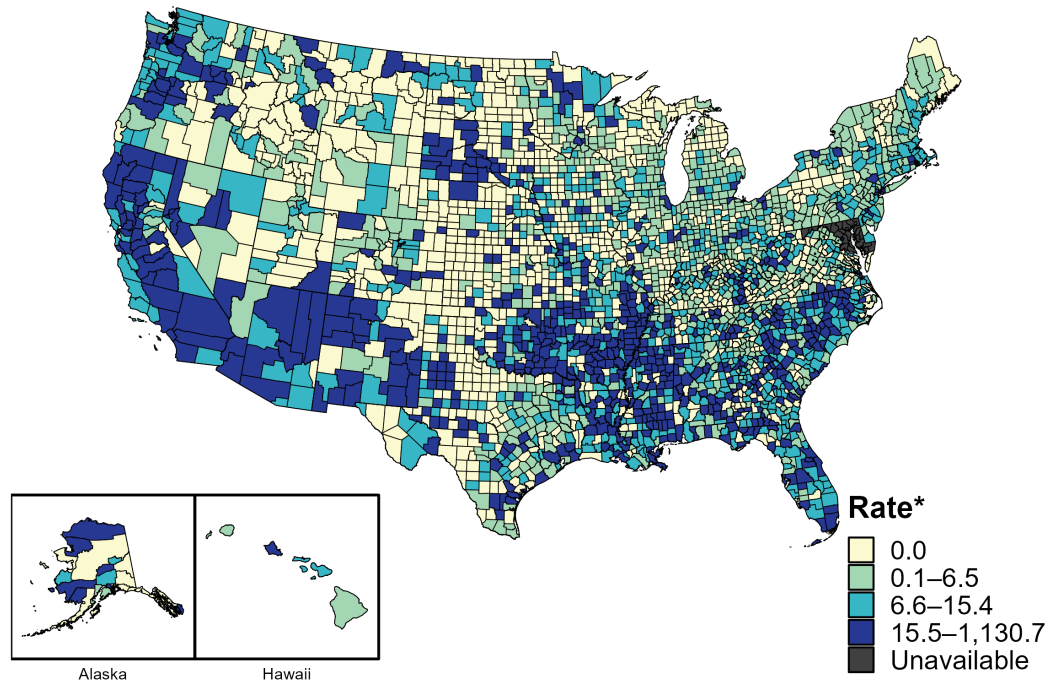 Rate*
0.0
0.1–6.5
6.6–15.4
15.5–1,130.7
Unavailable
Alaska
Hawaii